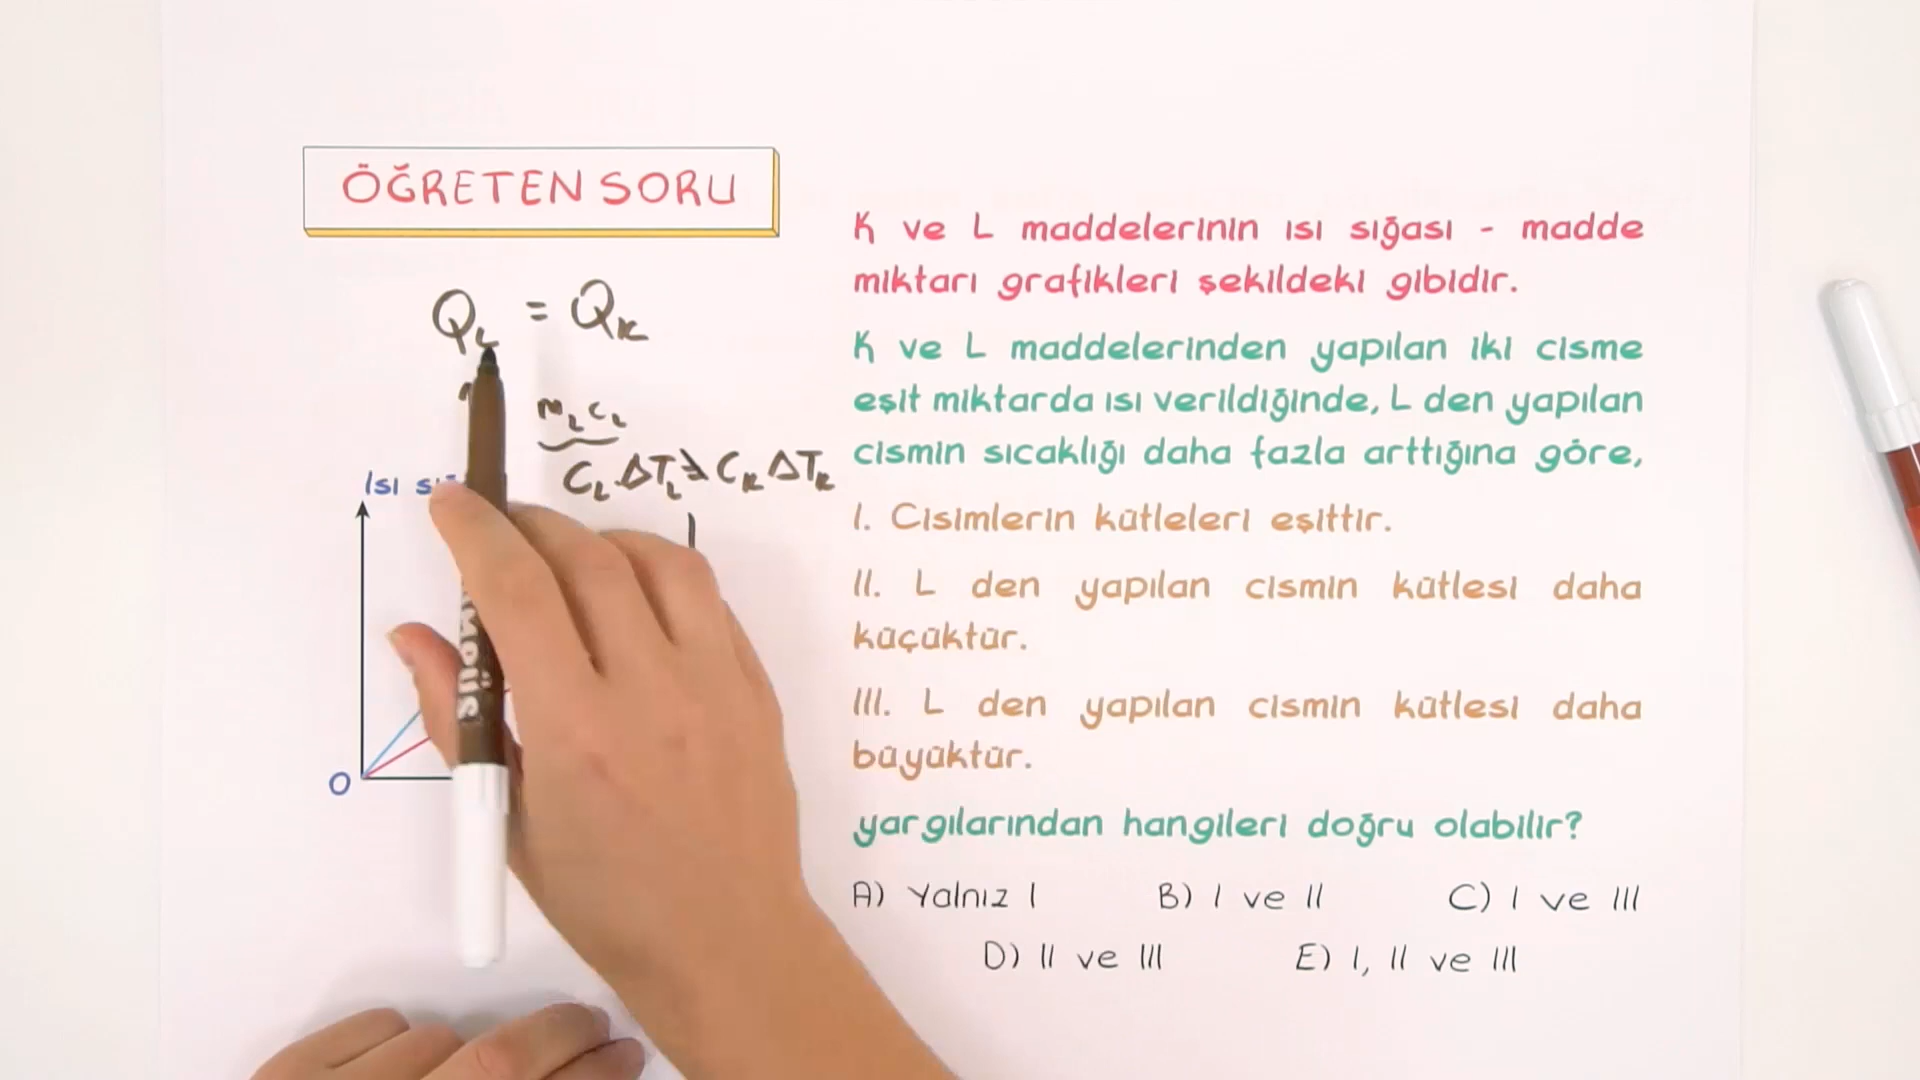 ÖĞRETEN SORU
Q_L = Q_K
m_L c_L
C_L . ΔT_L = C_K ΔT_K
Isı
O
K ve L maddelerinin ısı sığası - madde
miktarı grafikleri şekildeki gibidir.
K ve L maddelerinden yapılan iki cisme
eşit miktarda ısı verildiğinde, L den yapılan
cismin sıcaklığı daha fazla arttığına göre,
I. Cisimlerin kütleleri eşittir.
II. L den yapılan cismin kütlesi daha
küçüktür.
III. L den yapılan cismin kütlesi daha
büyüktür.
yargılarından hangileri doğru olabilir?
A) Yalnız I B) I ve II C) I ve III
D) II ve III E) I, II ve III